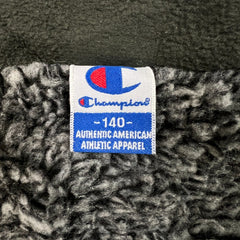 Champion
-140-
AUTHENTIC AMERICAN
ATHLETIC APPAREL